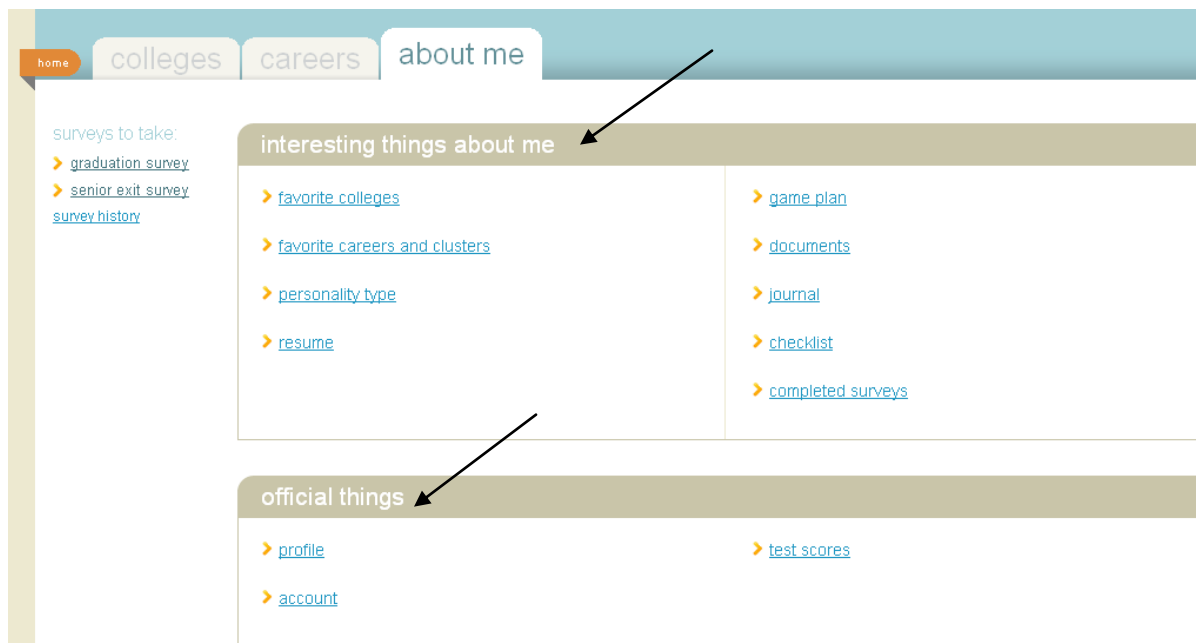 home
colleges
careers
about me
surveys to take:
graduation survey
senior exit survey
survey history
interesting things about me
favorite colleges
favorite careers and clusters
personality type
resume
game plan
documents
journal
checklist
completed surveys
official things
profile
account
test scores